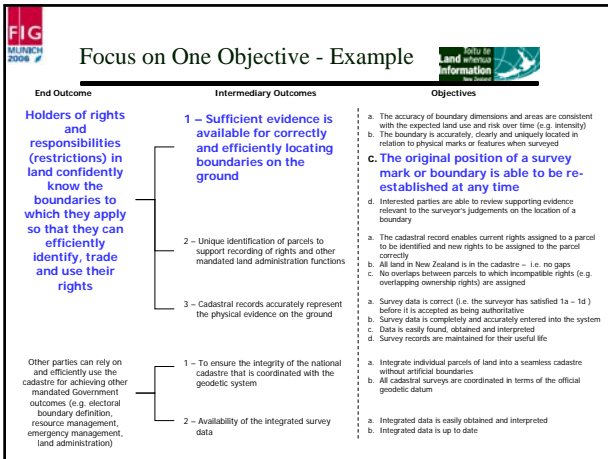 FIG
MUNICH
2006
Focus on One Objective - Example
Toitu te
Land whenua
Information
New Zealand
End Outcome
Intermediary Outcomes
Objectives
Holders of rights
and
responsibilities
(restrictions) in
land confidently
know the
boundaries to
which they apply
so that they can
efficiently
identify, trade
and use their
rights
1 – Sufficient evidence is
available for correctly
and efficiently locating
boundaries on the
ground
a. The accuracy of boundary dimensions and areas are consistent
with the expected land use and risk over time (e.g. intensity)
b. The boundary is accurately, clearly and uniquely located in
relation to physical marks or features when surveyed
c. The original position of a survey
mark or boundary is able to be re-
established at any time
d. Interested parties are able to review supporting evidence
relevant to the surveyor's judgements on the location of a
boundary
2 – Unique identification of parcels to
support recording of rights and other
mandated land administration functions
a. The cadastral record enables current rights assigned to a parcel
to be identified and new rights to be assigned to the parcel
correctly
b. All land in New Zealand is in the cadastre – i.e. no gaps
c. No overlaps between parcels to which incompatible rights (e.g.
overlapping ownership rights) are assigned
3 – Cadastral records accurately represent
the physical evidence on the ground
a. Survey data is correct (i.e. the surveyor has satisfied 1a – 1d )
before it is accepted as being authoritative
b. Survey data is completely and accurately entered into the system
c. Data is easily found, obtained and interpreted
d. Survey records are maintained for their useful life
Other parties can rely on
and efficiently use the
cadastre for achieving other
mandated Government
outcomes (e.g. electoral
boundary definition,
resource management,
emergency management,
land administration)
1 – To ensure the integrity of the national
cadastre that is coordinated with the
geodetic system
a. Integrate individual parcels of land into a seamless cadastre
without artificial boundaries
b. All cadastral surveys are coordinated in terms of the official
geodetic datum
2 – Availability of the integrated survey
data
a. Integrated data is easily obtained and interpreted
b. Integrated data is up to date